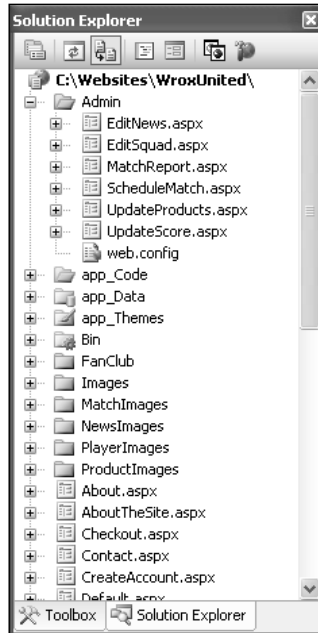 Solution Explorer
C:\Websites\WroxUnited\
Admin
EditNews.aspx
EditSquad.aspx
MatchReport.aspx
ScheduleMatch.aspx
UpdateProducts.aspx
UpdateScore.aspx
web.config
app_Code
app_Data
app_Themes
Bin
FanClub
Images
MatchImages
NewsImages
PlayerImages
ProductImages
About.aspx
AboutTheSite.aspx
Checkout.aspx
Contact.aspx
CreateAccount.aspx
Default.aspx
Toolbox Solution Explorer